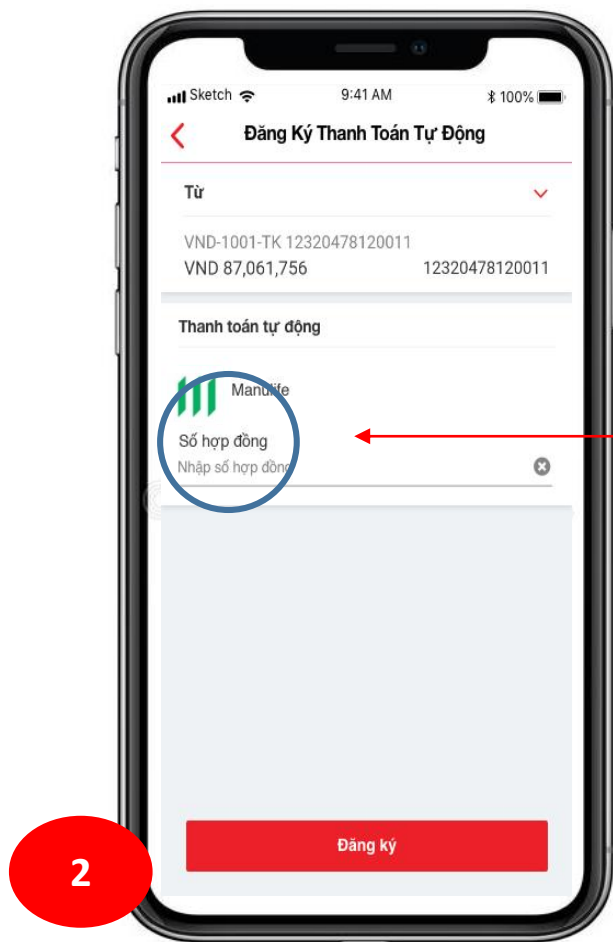 Sketch 9:41 AM 100%
Đăng Ký Thanh Toán Tự Động
Từ
VND-1001-TK 12320478120011
VND 87,061,756 12320478120011
Thanh toán tự động
Manulife
Số hợp đồng
Nhập số hợp đồng
Đăng ký
2